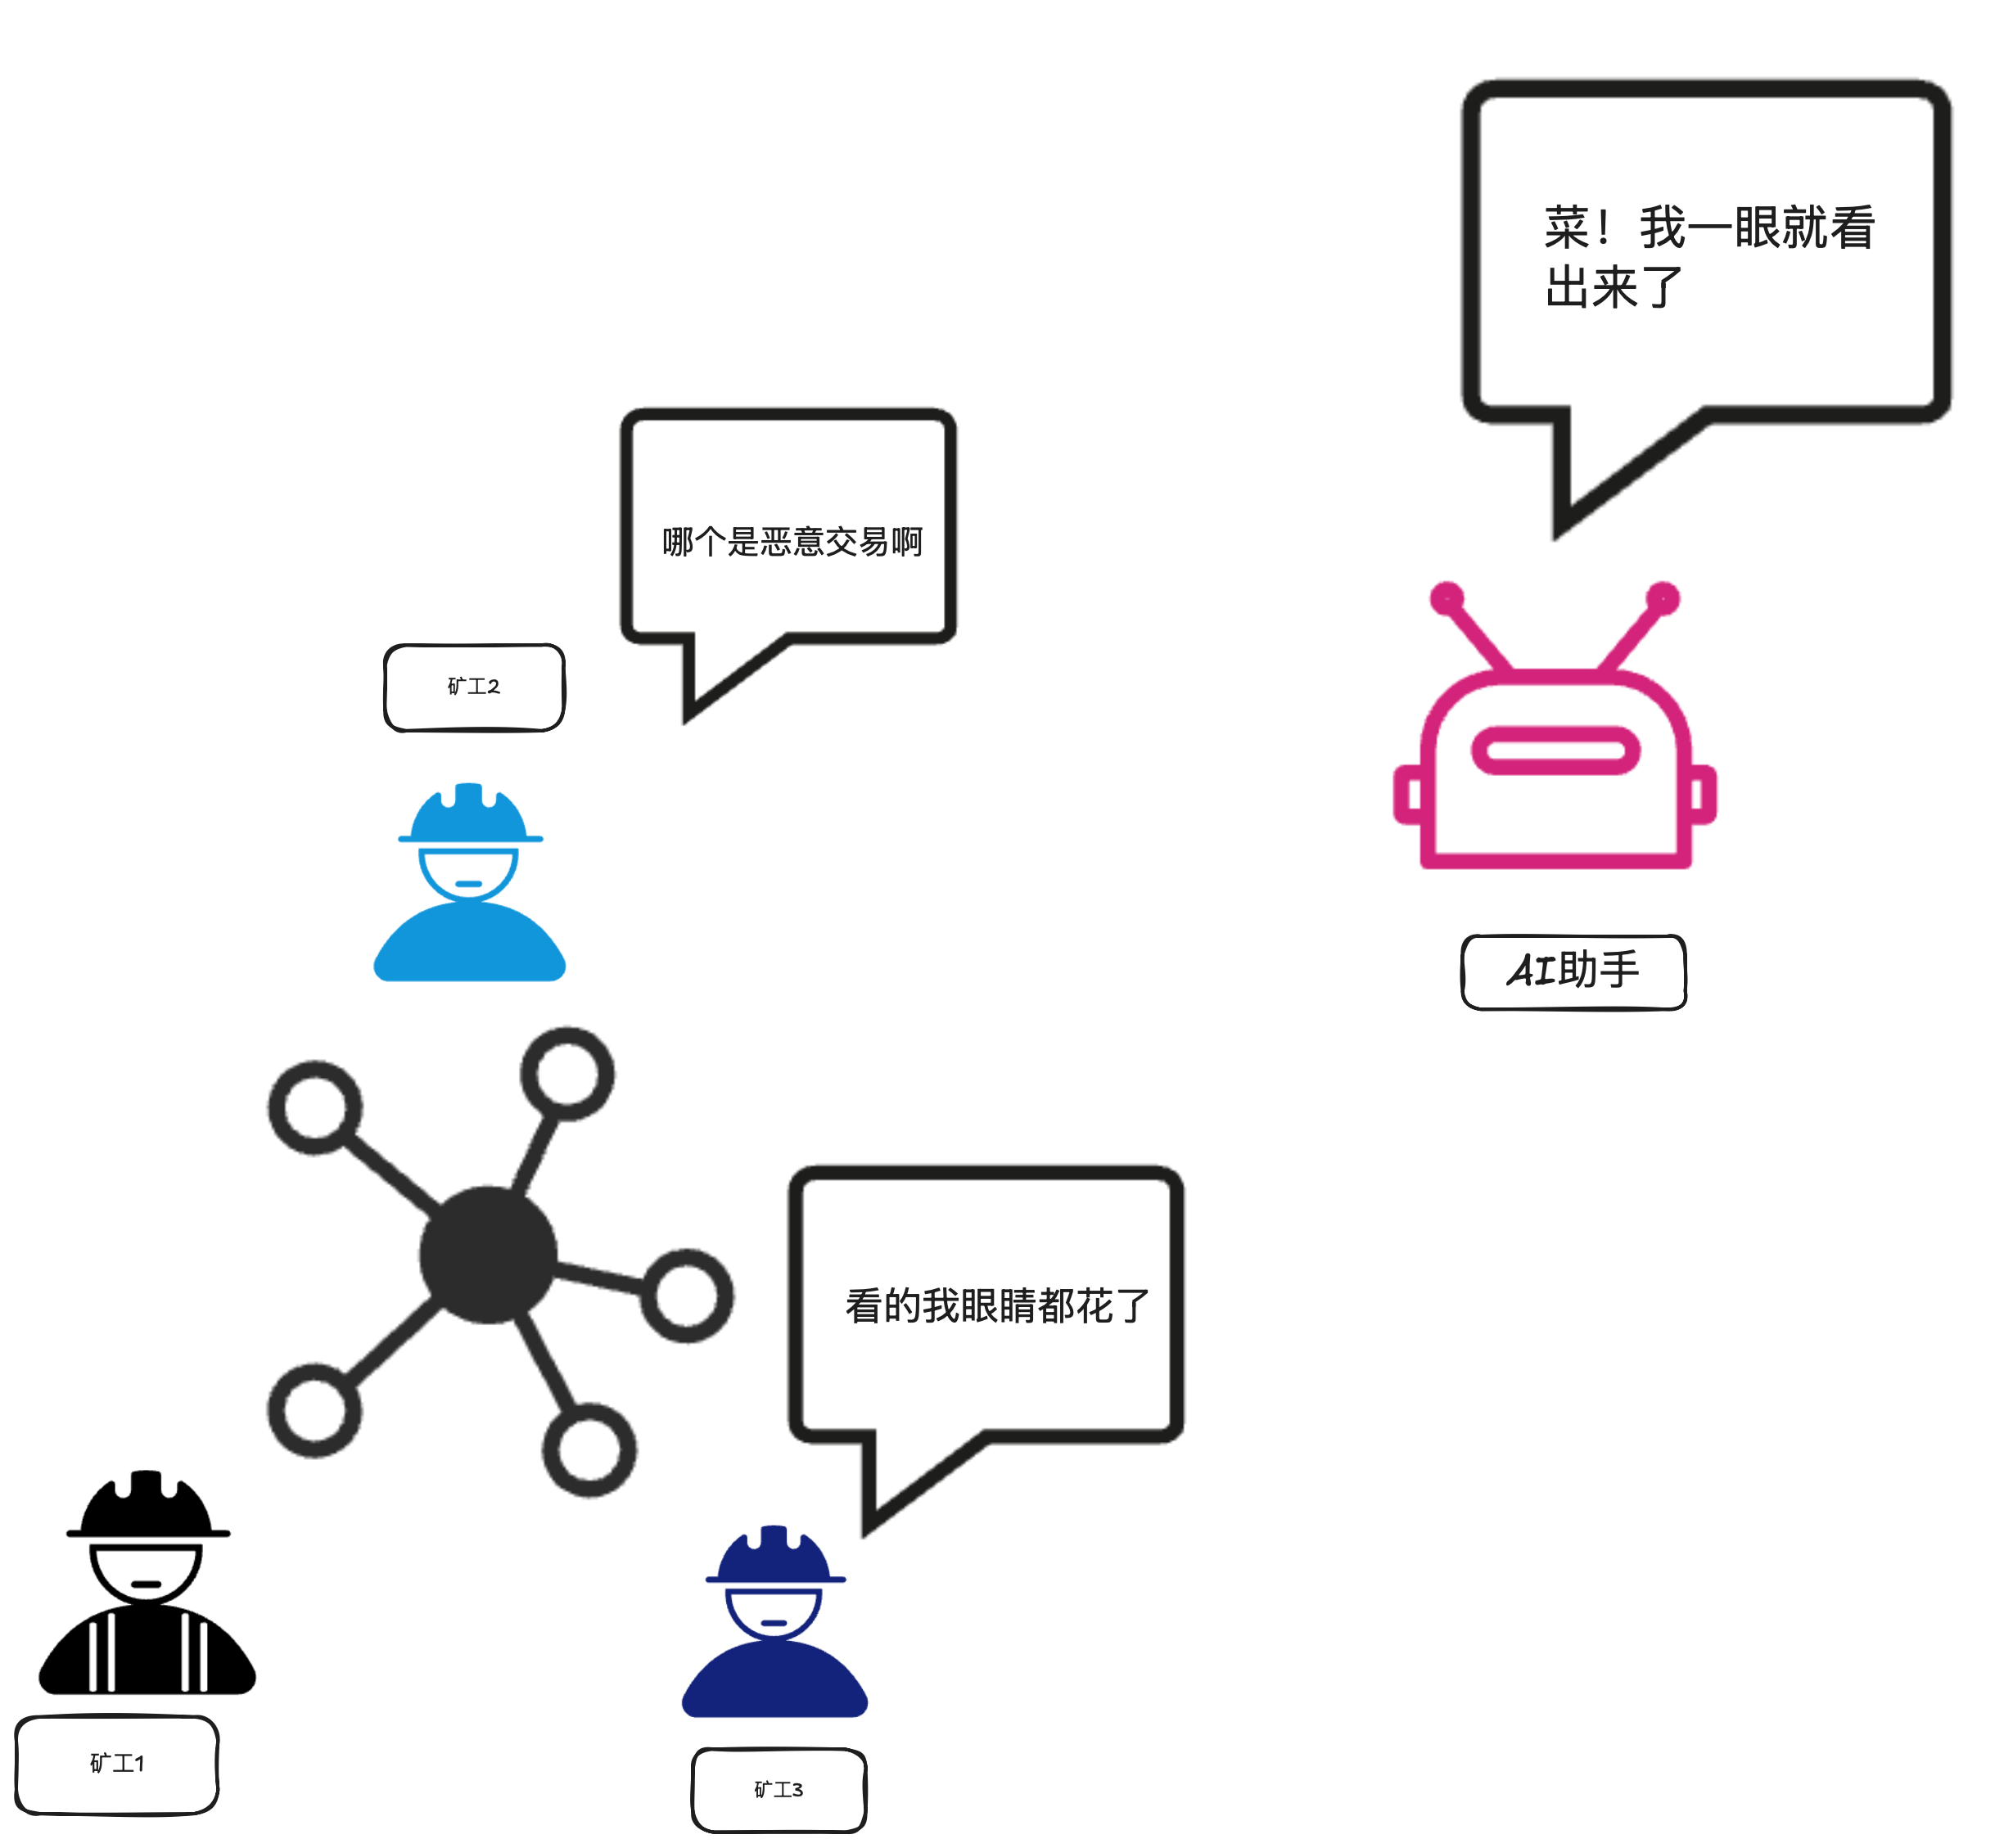 菜！我一眼就看
出来了
哪个是恶意交易啊
矿工2
AI助手
看的我眼睛都花了
矿工1
矿工3